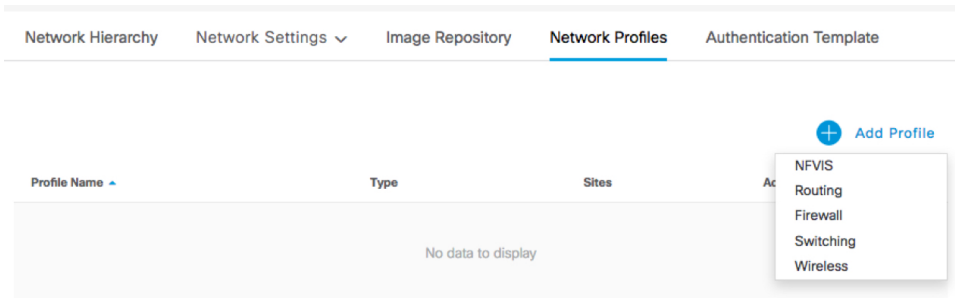 Network Hierarchy Network Settings Image Repository Network Profiles Authentication Template
Add Profile
NFVIS
Profile Name Type Sites Ac
Routing
Firewall
Switching
No data to display
Wireless